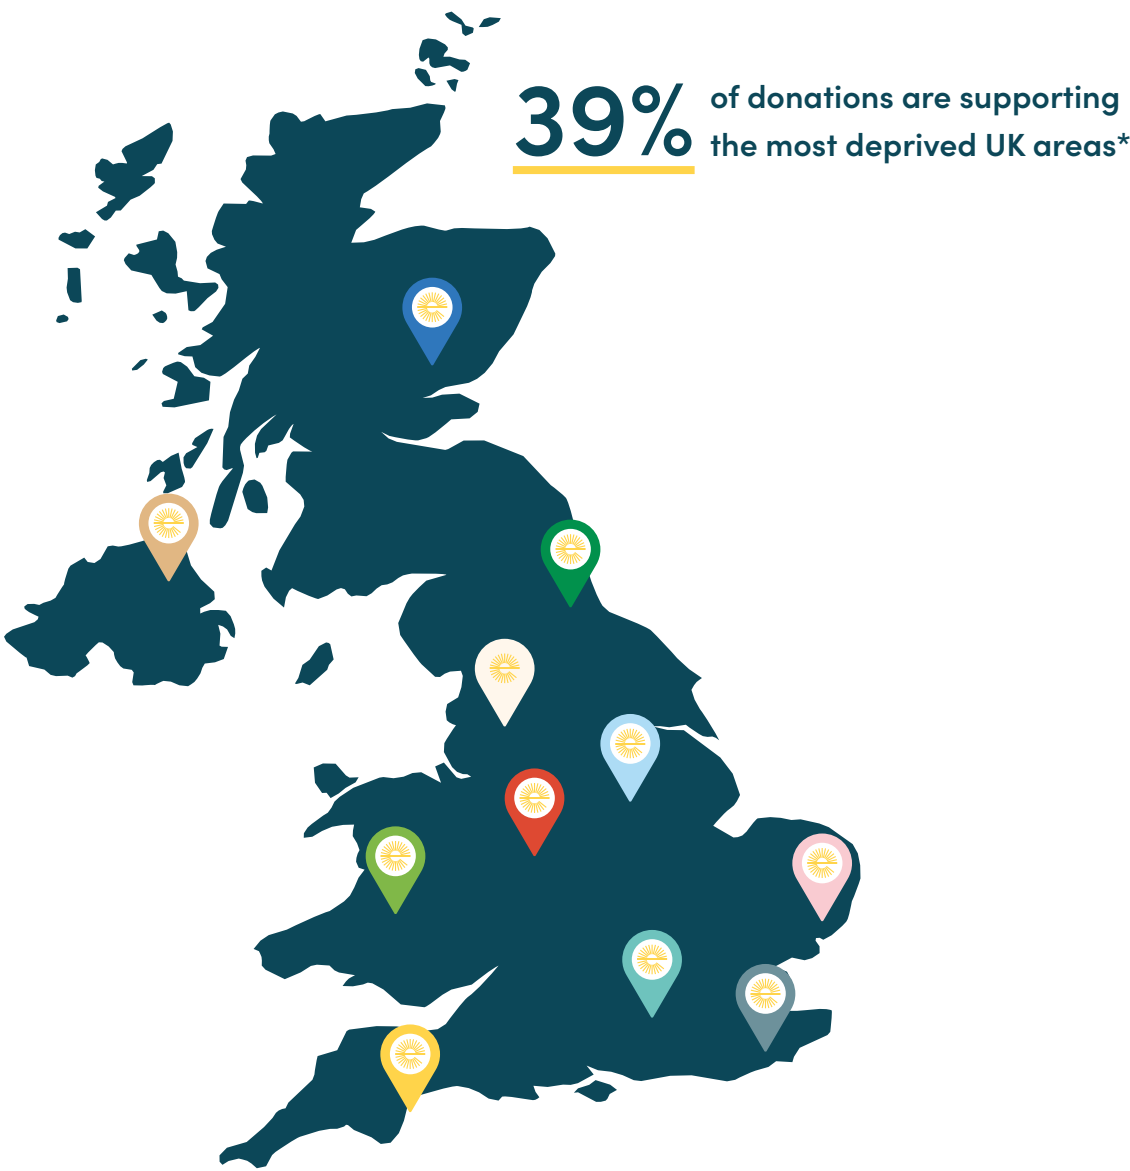 39%
of donations are supporting
the most deprived UK areas*